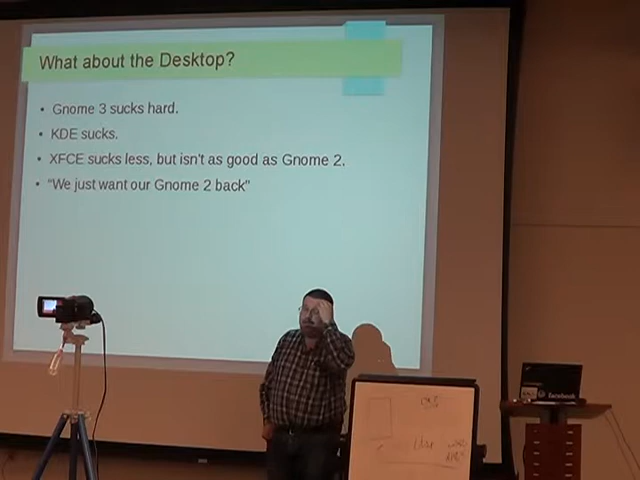 What about the Desktop?
• Gnome 3 sucks hard.
• KDE sucks.
• XFCE sucks less, but isn't as good as Gnome 2.
• "We just want our Gnome 2 back"
facebook